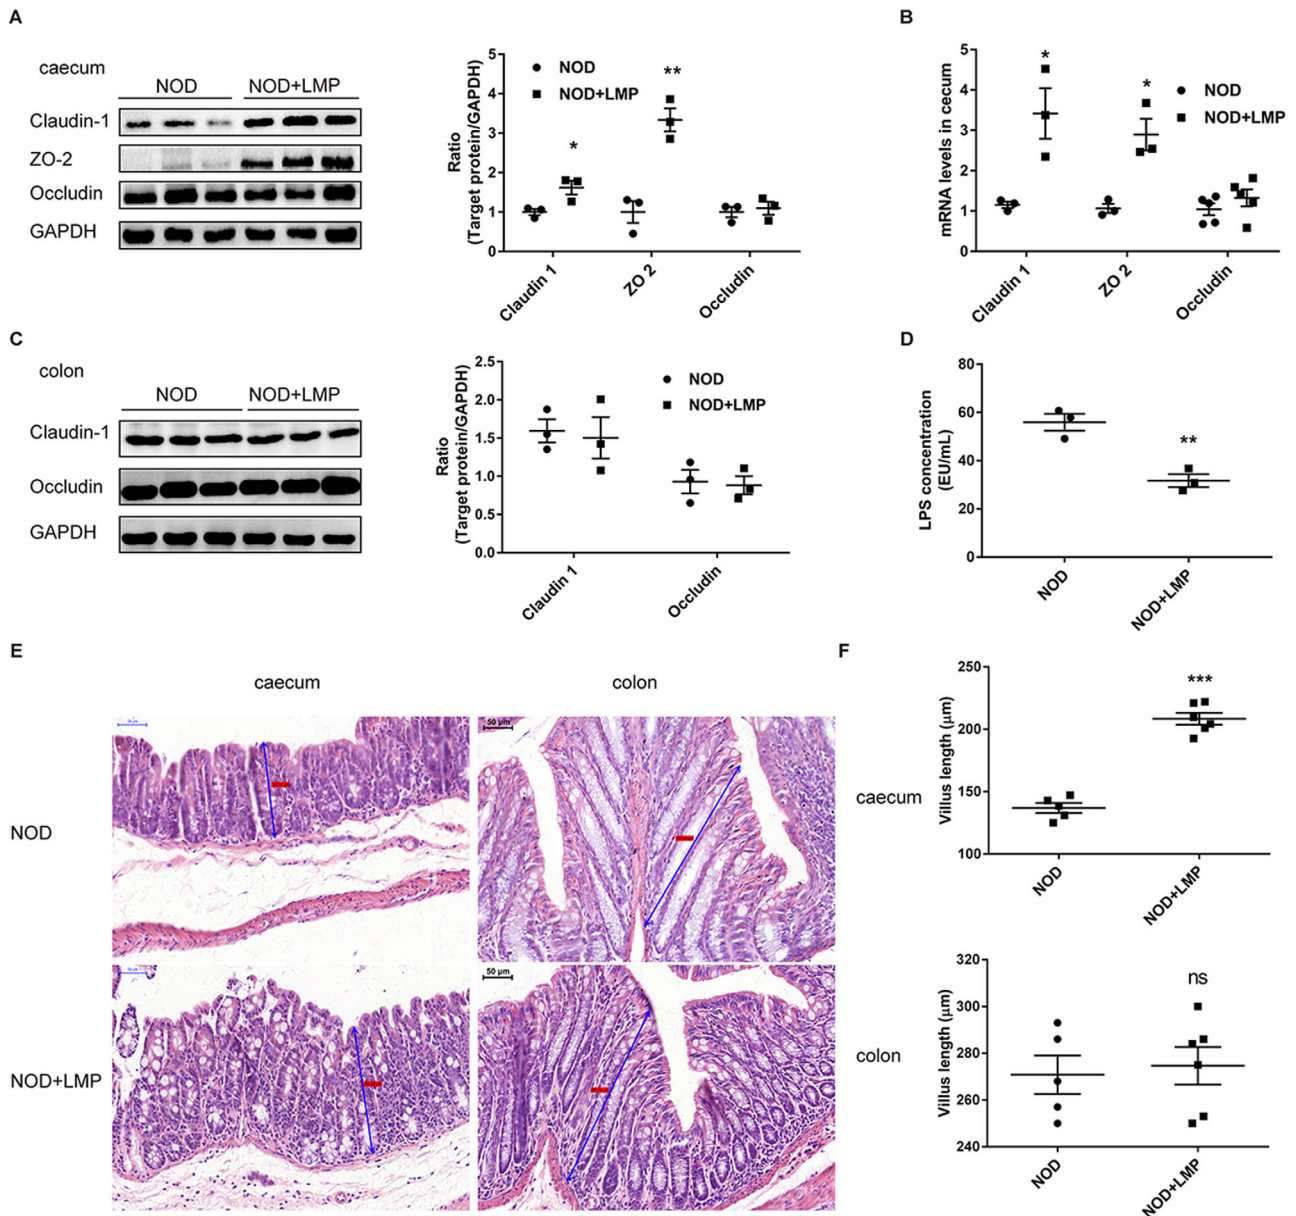 A
caecum
NOD
NOD+LMP
Claudin-1
ZO-2
Occludin
GAPDH
Ratio
(Target protein/GAPDH)
5
4
3
2
1
0
NOD
NOD+LMP
*
**
Claudin 1
ZO 2
Occludin
B
mRNA levels in cecum
5
4
3
2
1
0
*
*
NOD
NOD+LMP
Claudin 1
ZO 2
Occludin
C
colon
NOD
NOD+LMP
Claudin-1
Occludin
GAPDH
Ratio
(Target protein/GAPDH)
2.5
2.0
1.5
1.0
0.5
0.0
NOD
NOD+LMP
Claudin 1
Occludin
D
LPS concentration
(EU/mL)
80
60
40
20
0
**
NOD
NOD+LMP
E
caecum
colon
NOD
50 μm
NOD+LMP
50 μm
F
caecum
Villus length (μm)
250
200
150
100
***
NOD
NOD+LMP
colon
Villus length (μm)
320
300
280
260
240
ns
NOD
NOD+LMP